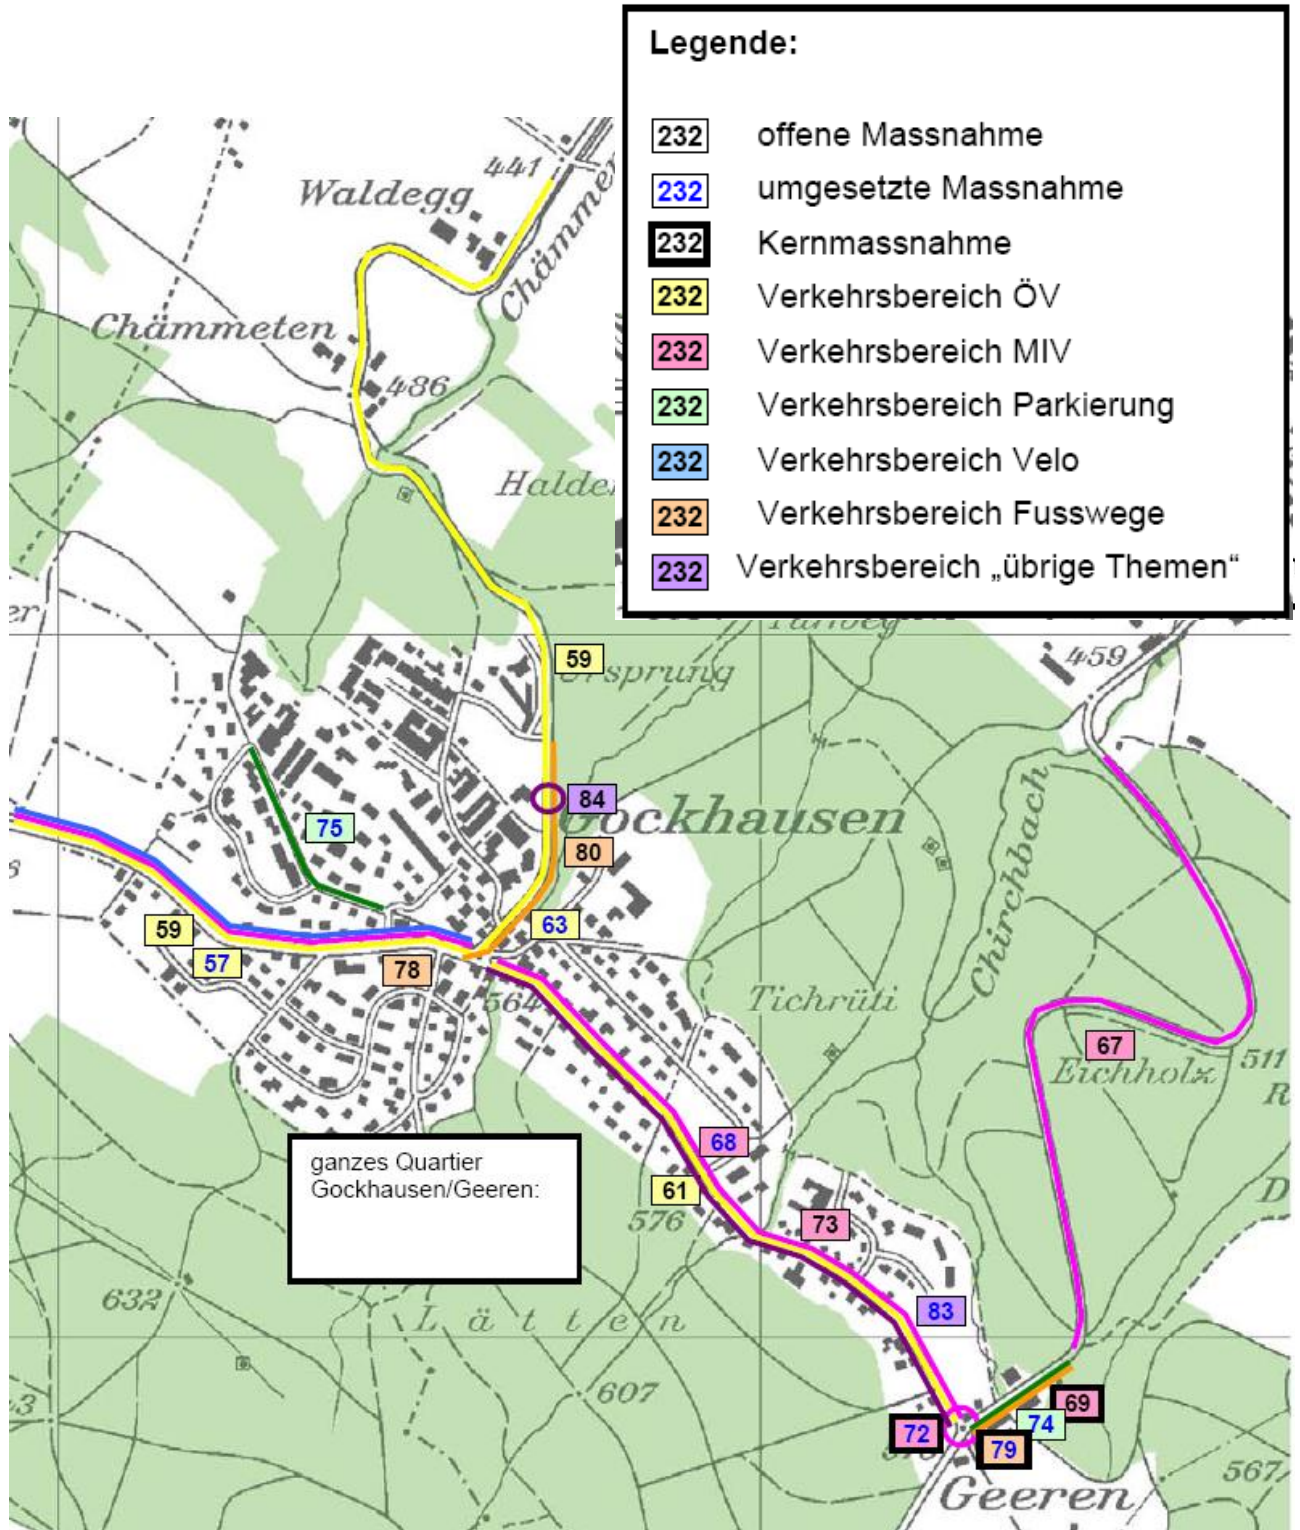 Legende:
232 offene Massnahme
232 umgesetzte Massnahme
232 Kernmassnahme
232 Verkehrsbereich ÖV
232 Verkehrsbereich MIV
232 Verkehrsbereich Parkierung
232 Verkehrsbereich Velo
232 Verkehrsbereich Fusswege
232 Verkehrsbereich „übrige Themen“
441
Waldegg
Chämmeten
486
459
59
Ursprung
84
Gockhausen
75
80
63
59
57
78
564
Chirchbach
Tichrüti
67
Eichholz
511
68
61
576
73
ganzes Quartier
Gockhausen/Geeren:
632
Lätten
83
607
69
74
72
79
567
Geeren